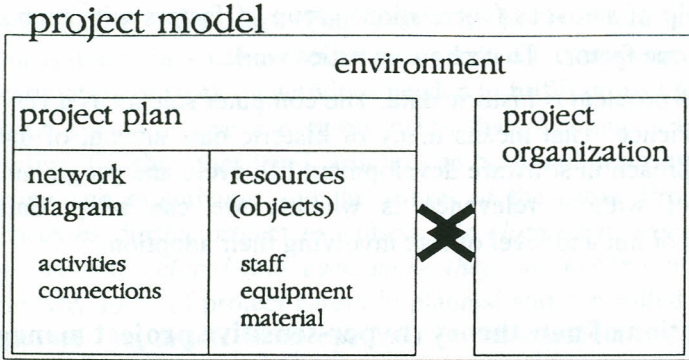 project model
environment
project plan
network
diagram
activities
connections
resources
(objects)
staff
equipment
material
project
organization